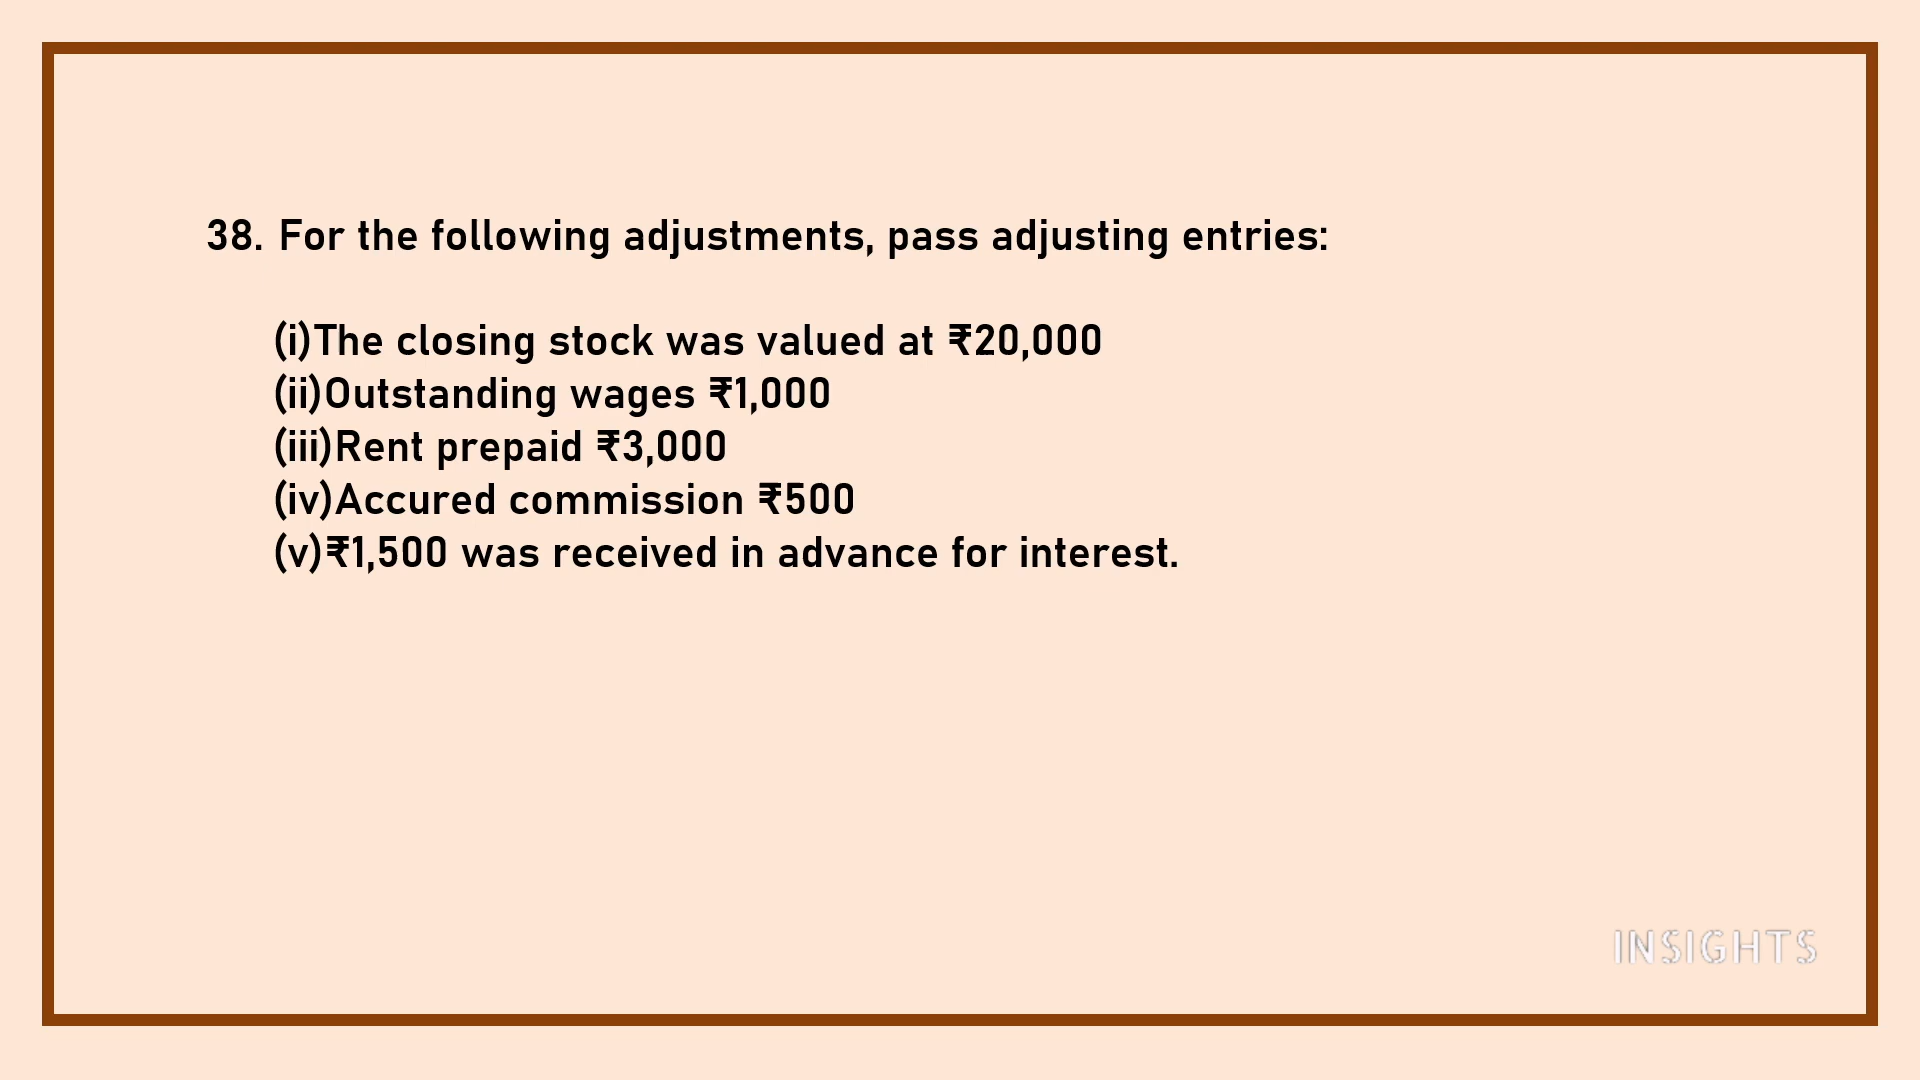 38. For the following adjustments, pass adjusting entries:
(i)The closing stock was valued at ₹20,000
(ii)Outstanding wages ₹1,000
(iii)Rent prepaid ₹3,000
(iv)Accured commission ₹500
(v)₹1,500 was received in advance for interest.
INSIGHTS